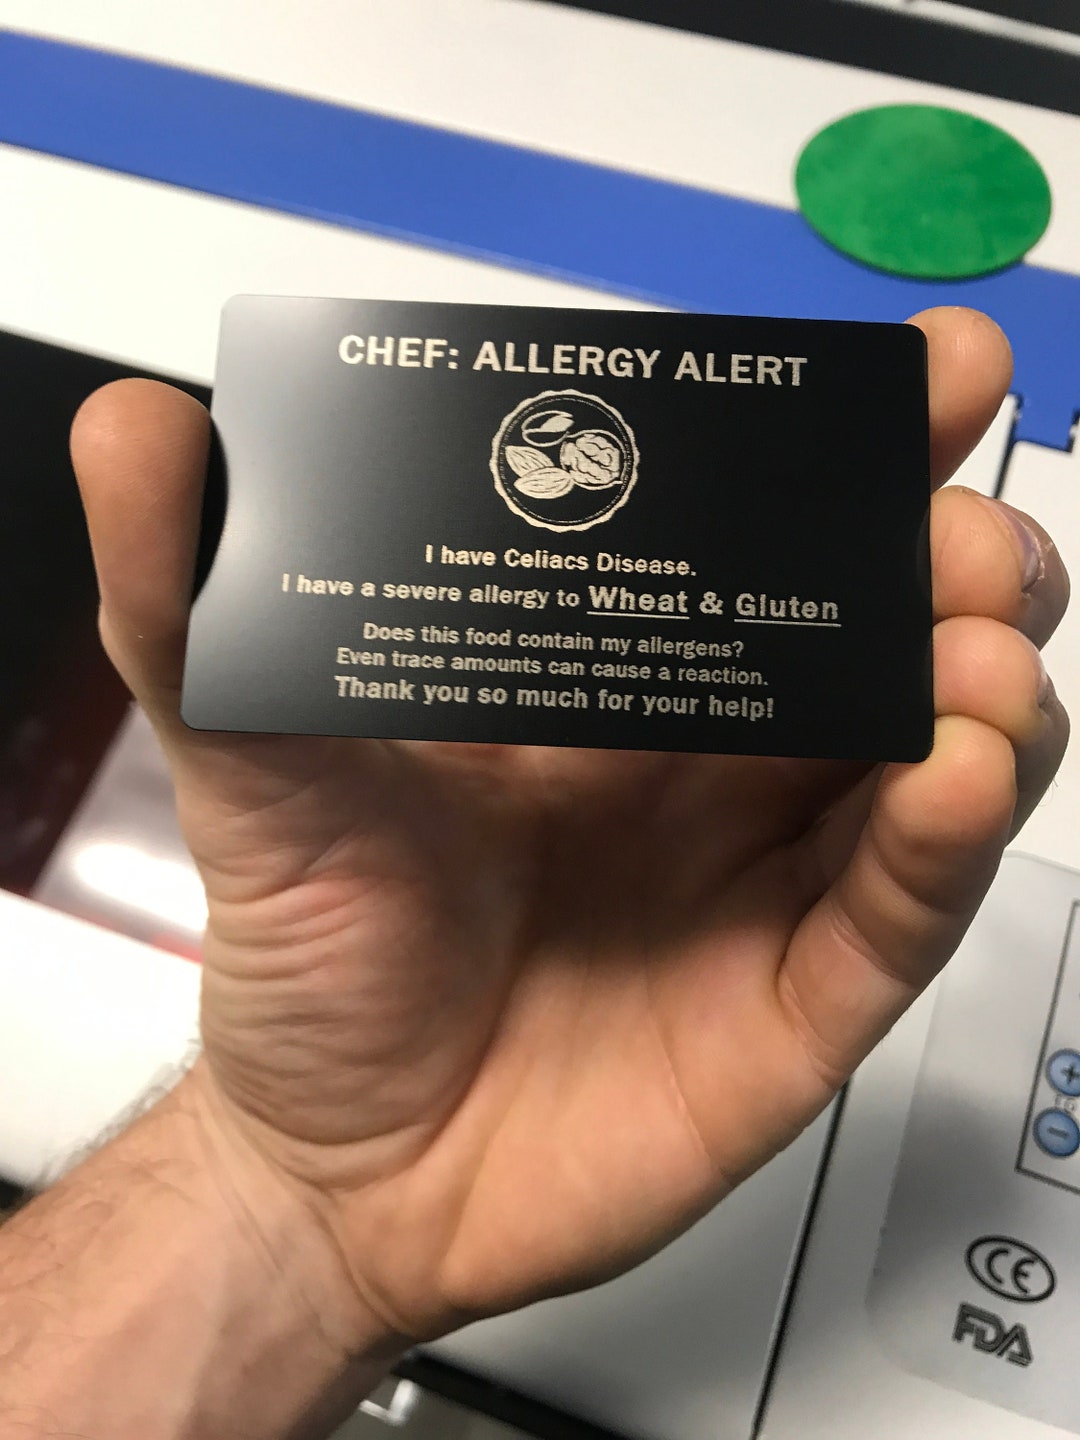 CHEF: ALLERGY ALERT
I have Celiacs Disease.
I have a severe allergy to Wheat & Gluten
Does this food contain my allergens?
Even trace amounts can cause a reaction.
Thank you so much for your help!
+
−
CE
FDA